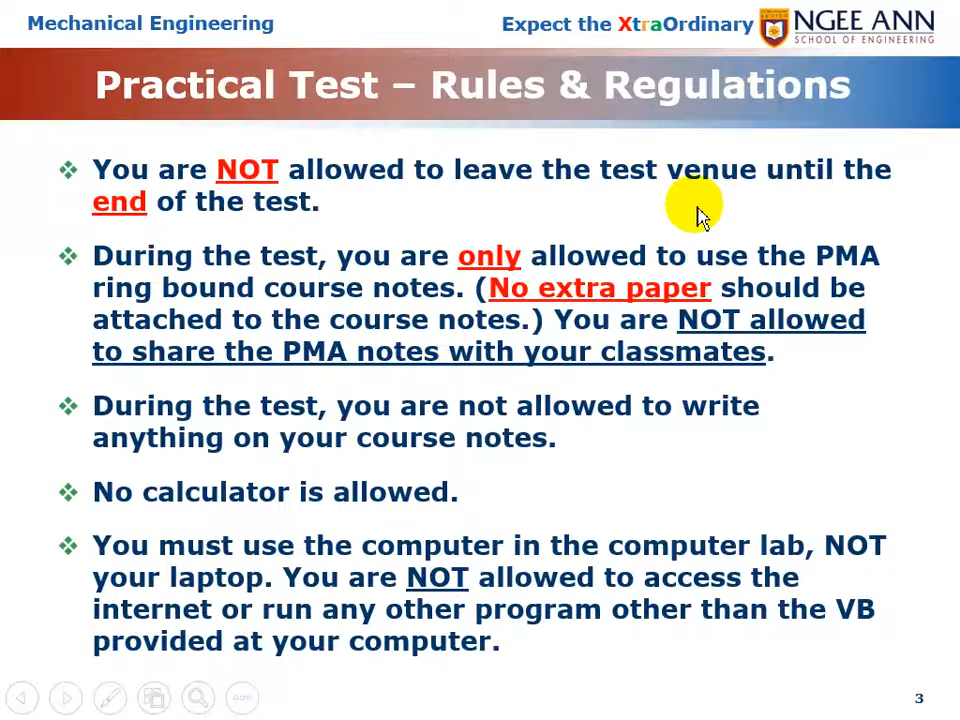 Mechanical Engineering
Expect the XtraOrdinary
NGEE ANN
SCHOOL OF ENGINEERING
Practical Test – Rules & Regulations
❖ You are NOT allowed to leave the test venue until the
end of the test.
❖ During the test, you are only allowed to use the PMA
ring bound course notes. (No extra paper should be
attached to the course notes.) You are NOT allowed
to share the PMA notes with your classmates.
❖ During the test, you are not allowed to write
anything on your course notes.
❖ No calculator is allowed.
❖ You must use the computer in the computer lab, NOT
your laptop. You are NOT allowed to access the
internet or run any other program other than the VB
provided at your computer.
3